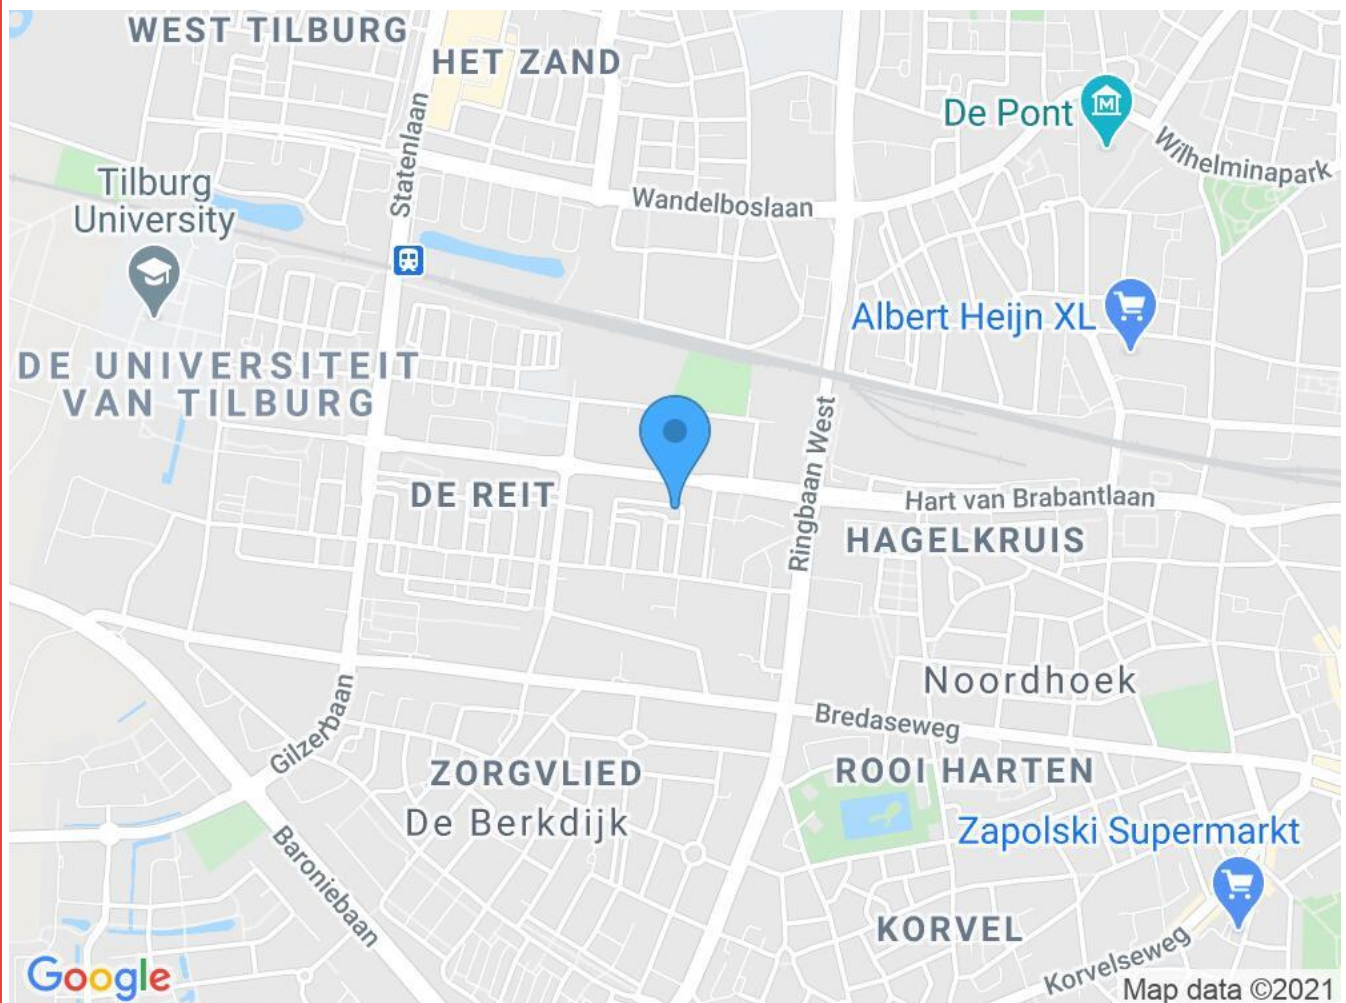 WEST TILBURG
HET ZAND
Statenlaan
De Pont
M
Wilhelminapark
Tilburg
University
Wandelboslaan
Albert Heijn XL
DE UNIVERSITEIT
VAN TILBURG
Ringbaan West
DE REIT
Hart van Brabantlaan
HAGELKRUIS
Noordhoek
Gilzerbaan
Bredaseweg
ZORGVLIED
ROOI HARTEN
De Berkdijk
Zapolski Supermarkt
Baroniebaan
KORVEL
Korvelseweg
Google
Map data ©2021